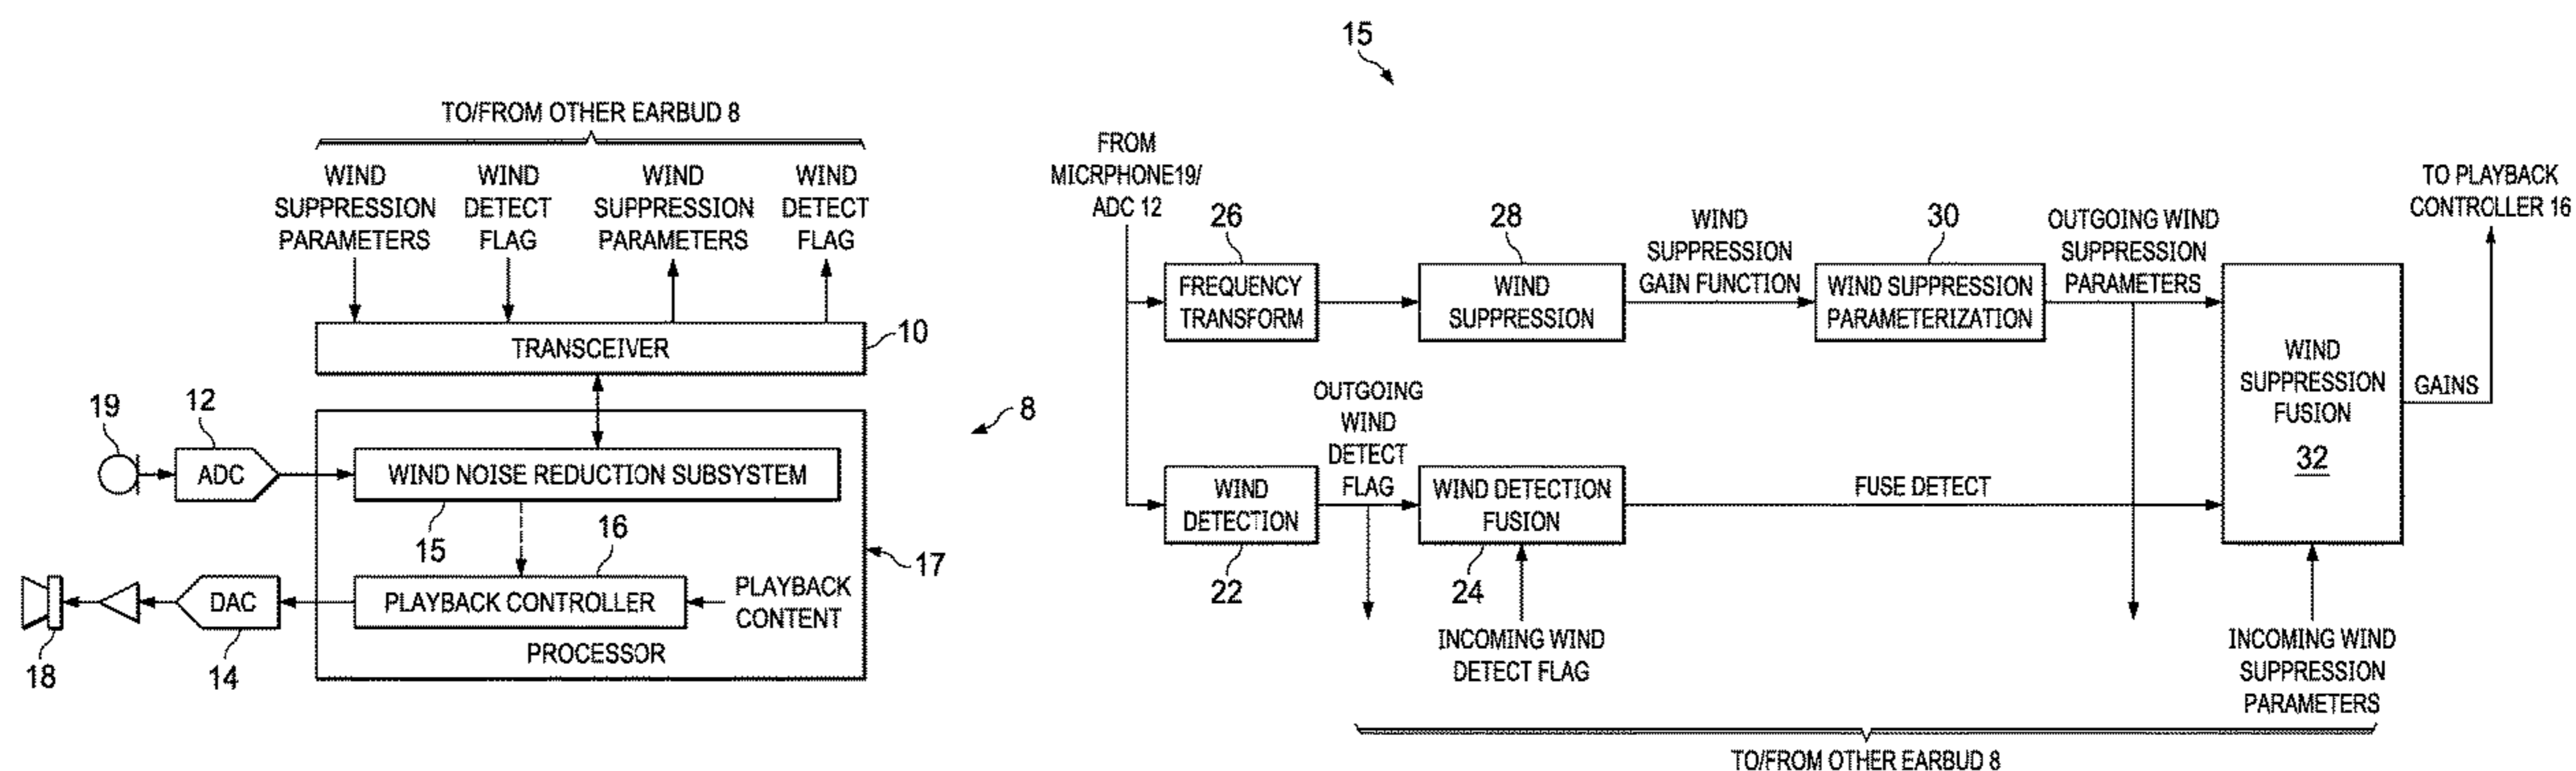 TO/FROM OTHER EARBUD 8
WIND
SUPPRESSION
PARAMETERS
WIND
DETECT
FLAG
WIND
SUPPRESSION
PARAMETERS
WIND
DETECT
FLAG
TRANSCEIVER
10
8
19
12
ADC
WIND NOISE REDUCTION SUBSYSTEM
15
16
17
18
DAC
14
PLAYBACK CONTROLLER
PLAYBACK
CONTENT
PROCESSOR
15
FROM
MICRPHONE19/
ADC 12
26
FREQUENCY
TRANSFORM
28
WIND
SUPPRESSION
WIND
SUPPRESSION
GAIN FUNCTION
30
WIND SUPPRESSION
PARAMETERIZATION
OUTGOING WIND
SUPPRESSION
PARAMETERS
TO PLAYBACK
CONTROLLER 16
WIND
SUPPRESSION
FUSION
32
GAINS
WIND
DETECTION
22
OUTGOING
WIND
DETECT
FLAG
WIND DETECTION
FUSION
24
FUSE DETECT
INCOMING WIND
DETECT FLAG
INCOMING WIND
SUPPRESSION
PARAMETERS
TO/FROM OTHER EARBUD 8